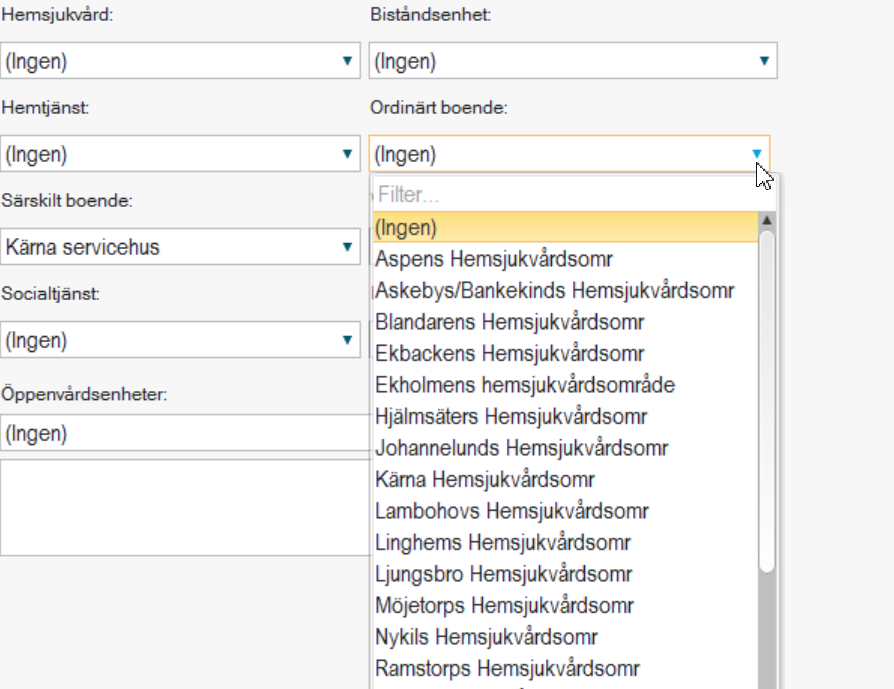 Hemsjukvård:
Biståndsenhet:
(Ingen)
(Ingen)
Hemtjänst:
Ordinärt boende:
(Ingen)
(Ingen)
Särskilt boende:
Filter...
Kärna servicehus
(Ingen)
Aspens Hemsjukvårdsomr
Socialtjänst:
Askebys/Bankekinds Hemsjukvårdsomr
Blandarens Hemsjukvårdsomr
(Ingen)
Ekbackens Hemsjukvårdsomr
Ekholmens hemsjukvårdsområde
Öppenvårdsenheter:
Hjälmsäters Hemsjukvårdsomr
(Ingen)
Johannelunds Hemsjukvårdsomr
Kärna Hemsjukvårdsomr
Lambohovs Hemsjukvårdsomr
Linghems Hemsjukvårdsomr
Ljungsbro Hemsjukvårdsomr
Möjetorps Hemsjukvårdsomr
Nykils Hemsjukvårdsomr
Ramstorps Hemsjukvårdsomr